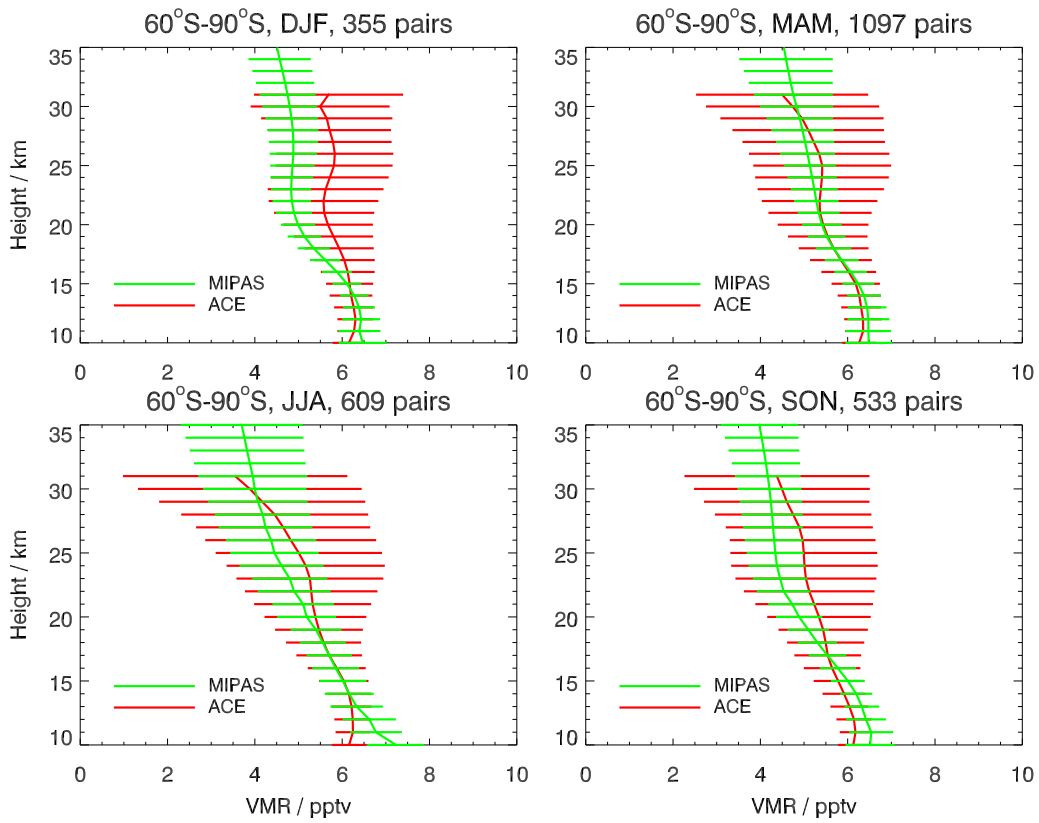 60°S-90°S, DJF, 355 pairs
60°S-90°S, MAM, 1097 pairs
35
30
25
20
15
10
Height / km
MIPAS
ACE
0 2 4 6 8 10
35
30
25
20
15
10
MIPAS
ACE
0 2 4 6 8 10
60°S-90°S, JJA, 609 pairs
60°S-90°S, SON, 533 pairs
35
30
25
20
15
10
Height / km
MIPAS
ACE
0 2 4 6 8 10
VMR / pptv
35
30
25
20
15
10
MIPAS
ACE
0 2 4 6 8 10
VMR / pptv